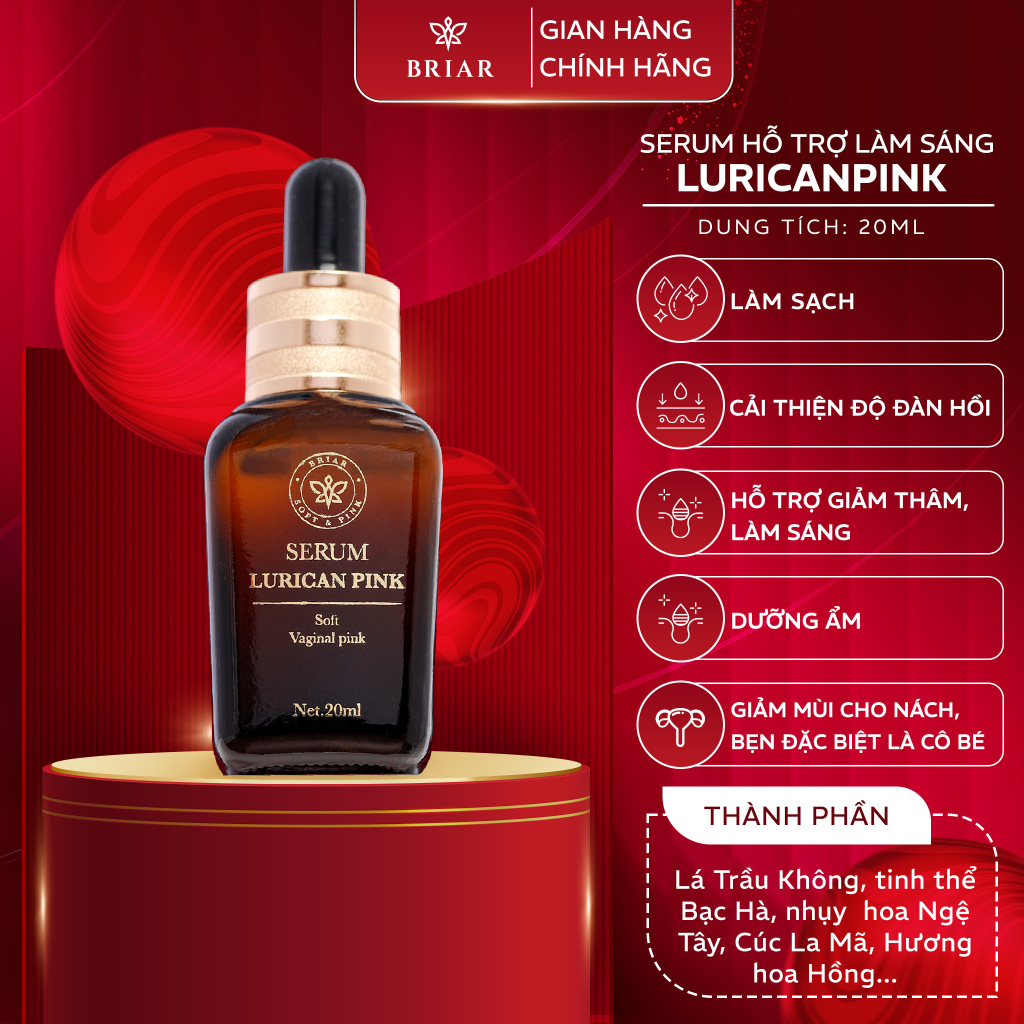 BRIAR
GIAN HÀNG
CHÍNH HÃNG
SERUM HỖ TRỢ LÀM SÁNG
LURICANPINK
DUNG TÍCH: 20ML
LÀM SẠCH
CẢI THIỆN ĐỘ ĐÀN HỒI
HỖ TRỢ GIẢM THÂM,
LÀM SÁNG
DƯỠNG ẨM
GIẢM MÙI CHO NÁCH,
BẸN ĐẶC BIỆT LÀ CÔ BÉ
THÀNH PHẦN
Lá Trầu Không, tinh thể
Bạc Hà, nhụy hoa Ngệ
Tây, Cúc La Mã, Hương
hoa Hồng...
BRIAR
SOFT & PINK
SERUM
LURICAN PINK
Soft
Vaginal pink
Net.20ml